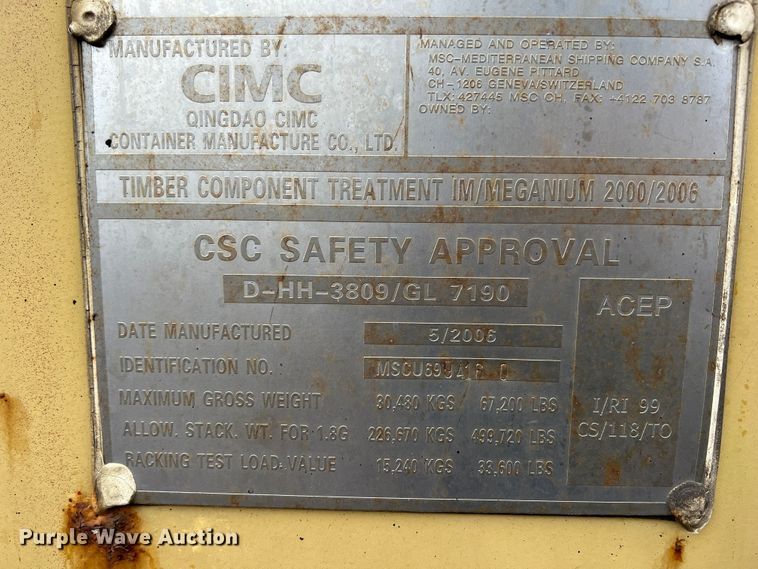 MANUFACTURED BY:
CIMC
QINGDAO CIMC
CONTAINER MANUFACTURE CO., LTD.
MANAGED AND OPERATED BY:
MSC-MEDITERRANEAN SHIPPING COMPANY S.A.
40, AV. EUGENE PITTARD
CH-1206 GENEVA/SWITZERLAND
TLX: 427445 MSC CH, FAX: +4122 703 8787
OWNED BY:
TIMBER COMPONENT TREATMENT IM/MEGANIUM 2000/2006
CSC SAFETY APPROVAL
D-HH-3809/GL 7190
DATE MANUFACTURED 5/2006
IDENTIFICATION NO.
MAXIMUM GROSS WEIGHT 30,480 KGS 67,200 LBS
ALLOW. STACK. WT. FOR 1.8G 226,670 KGS 499,720 LBS
RACKING TEST LOAD VALUE 15,240 KGS 33,600 LBS
ACEP
I/RI 99
CS/118/TO
Purple Wave Auction